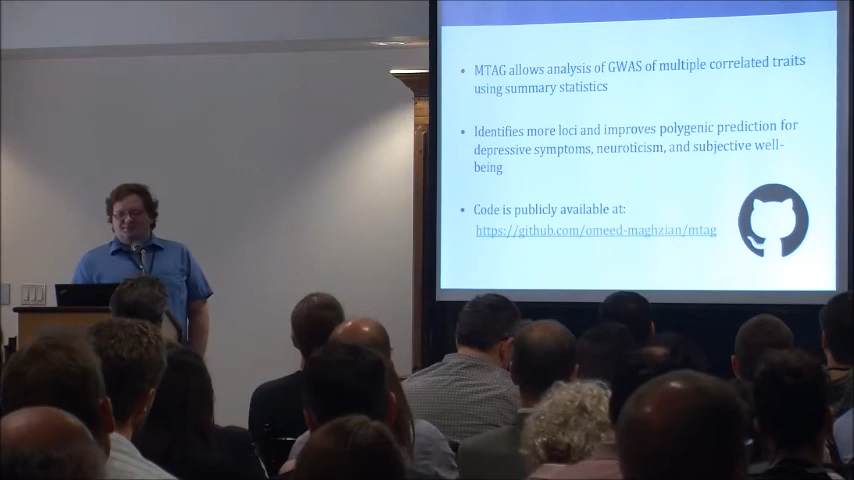 • MTAG allows analysis of GWAS of multiple correlated traits
using summary statistics
• Identifies more loci and improves polygenic prediction for
depressive symptoms, neuroticism, and subjective well-
being
• Code is publicly available at:
https://github.com/omeed-maghzian/mtag